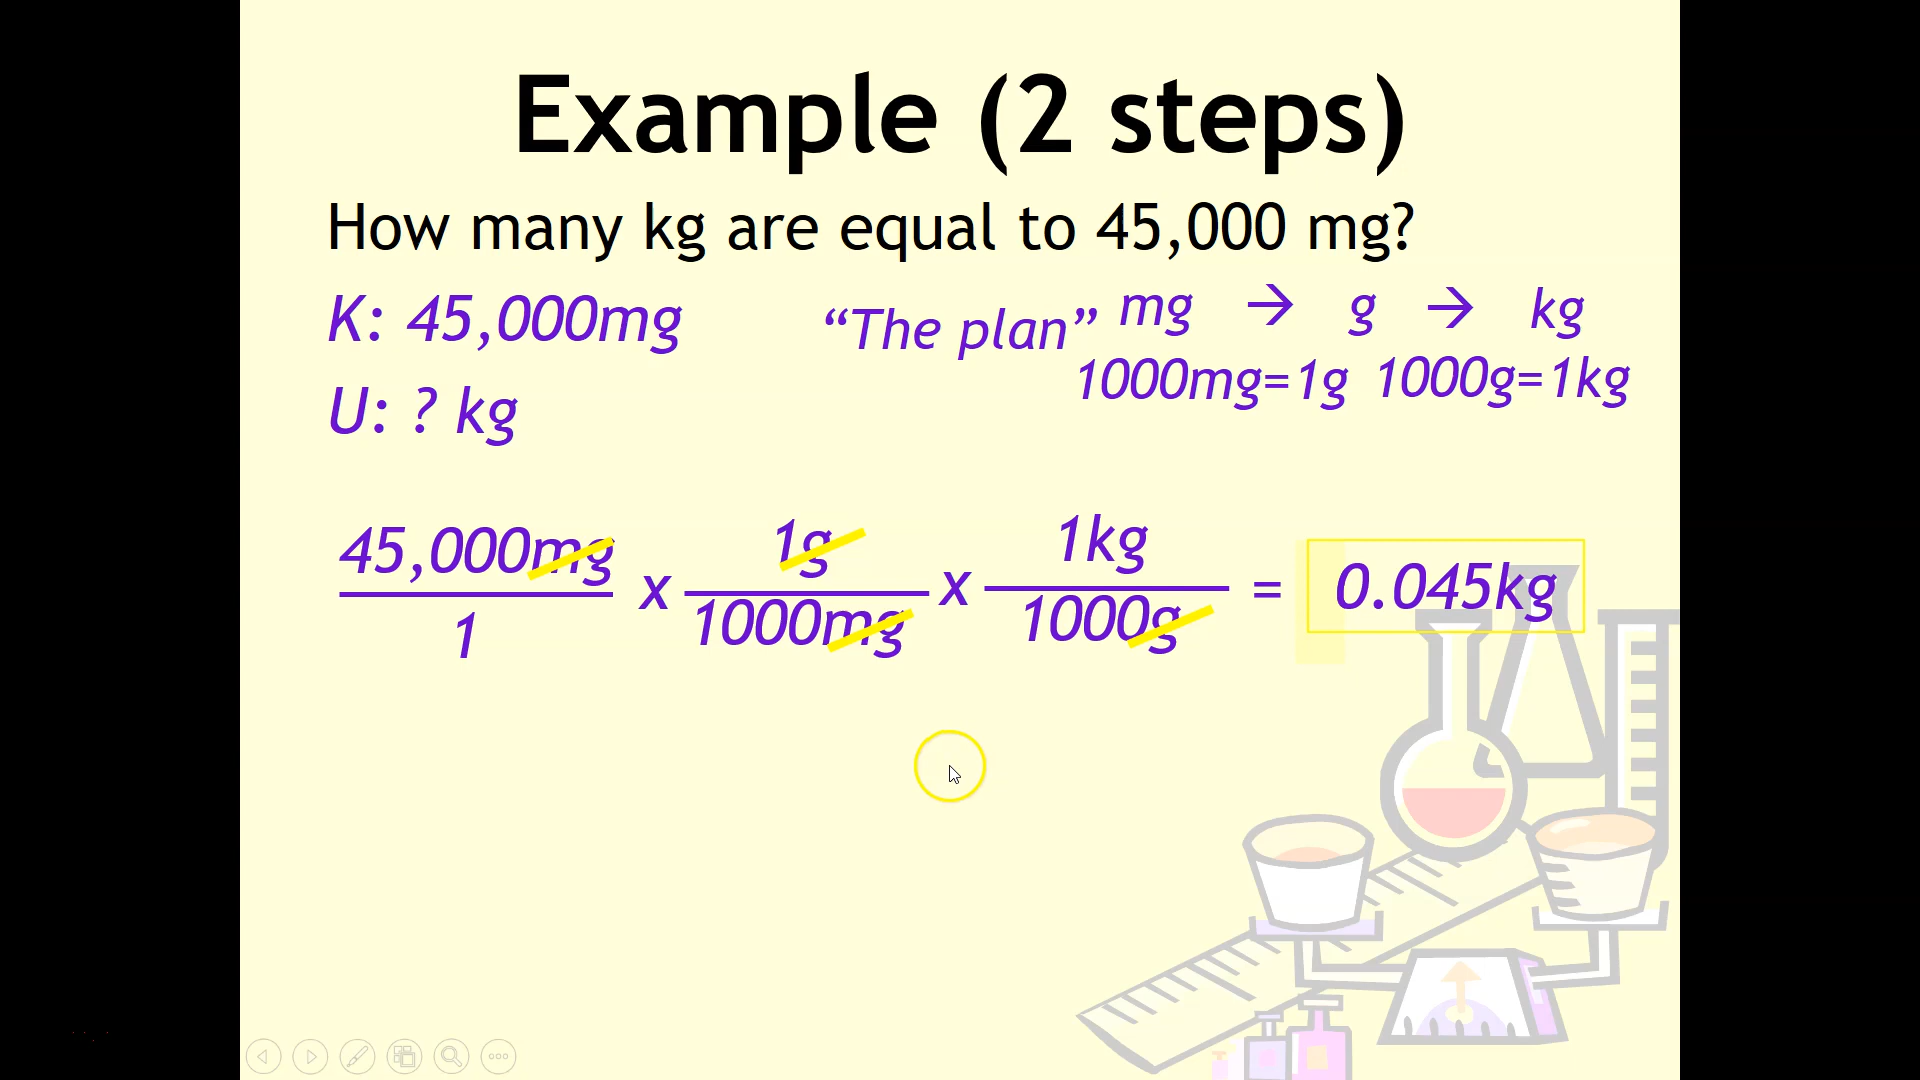 Example (2 steps)
How many kg are equal to 45,000 mg?
K: 45,000mg
“The plan” mg → g → kg
1000mg=1g 1000g=1kg
U: ? kg
45,000mg x 1g x 1kg = 0.045kg
1 1000mg 1000g